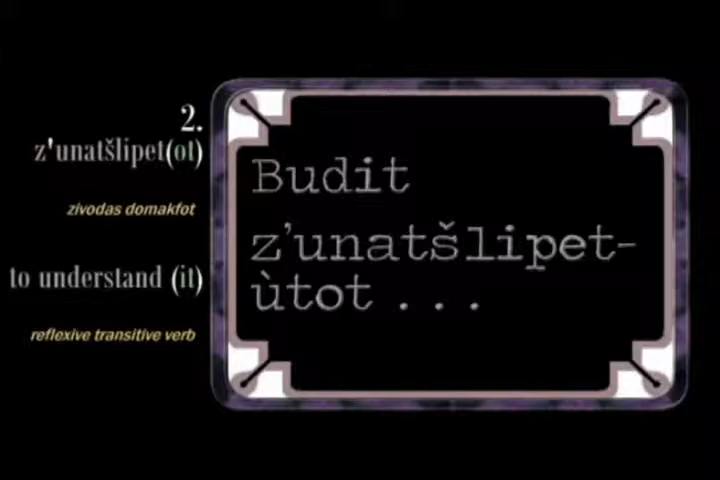 2.
z'unatšlipet(ot)
zivodas domakfot
to understand (it)
reflexive transitive verb
Budit
z'unatšlipet-
ùtot ...